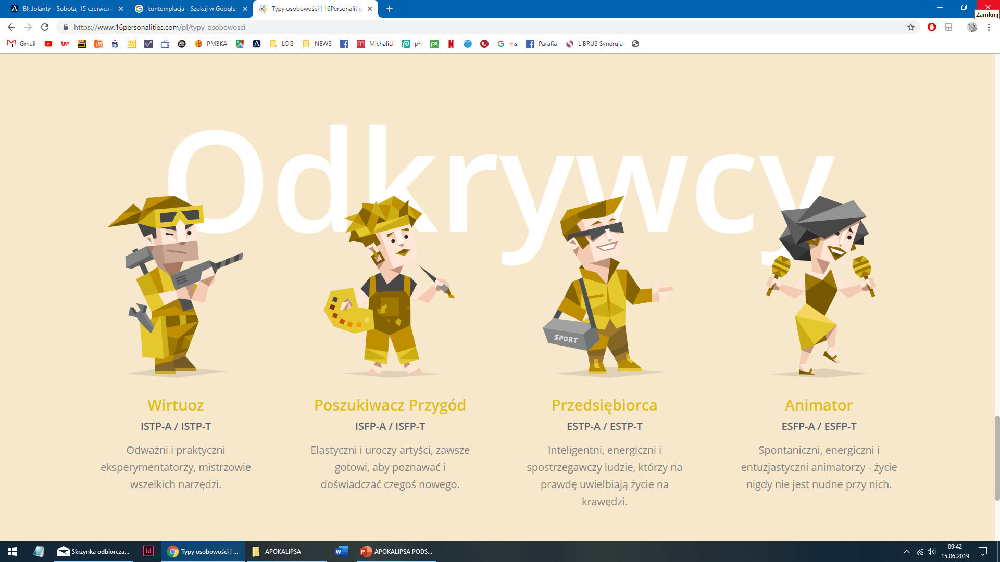 Bł. Jolanty - Sobota, 15 czerwca 2
kontemplacja - Szukaj w Google
Typy osobowości | 16Personalitie
Zamknij
https://www.16personalities.com/pl/typy-osobowosci
Gmail
PMBKA
LOG
NEWS
Michalici
ph
ms
Parafia
LIBRUS Synergia
Odkrywcy
SPORT
Wirtuoz
ISTP-A / ISTP-T
Odważni i praktyczni
eksperymentatorzy, mistrzowie
wszelkich narzędzi.
Poszukiwacz Przygód
ISFP-A / ISFP-T
Elastyczni i uroczy artyści, zawsze
gotowi, aby poznawać i
doświadczać czegoś nowego.
Przedsiębiorca
ESTP-A / ESTP-T
Inteligentni, energiczni i
spostrzegawczy ludzie, którzy na
prawdę uwielbiają życie na
krawędzi.
Animator
ESFP-A / ESFP-T
Spontaniczni, energiczni i
entuzjastyczni animatorzy - życie
nigdy nie jest nudne przy nich.
Skrzynka odbiorcza...
Id
Typy osobowości | ...
APOKALIPSA
APOKALIPSA PODS...
09:42
15.06.2019